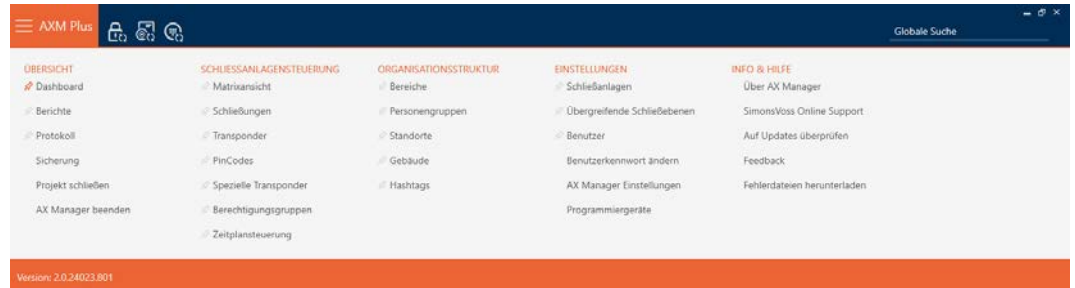 AXM Plus
Globale Suche
ÜBERSICHT
Dashboard
Berichte
Protokoll
Sicherung
Projekt schließen
AX Manager beenden
SCHLIESSANLAGENSTEUERUNG
Matrixansicht
Schließungen
Transponder
PinCodes
Spezielle Transponder
Berechtigungsgruppen
Zeitplansteuerung
ORGANISATIONSSTRUKTUR
Bereiche
Personengruppen
Standorte
Gebäude
Hashtags
EINSTELLUNGEN
Schließanlagen
Übergreifende Schließebenen
Benutzer
Benutzerkennwort ändern
AX Manager Einstellungen
Programmiergeräte
INFO & HILFE
Über AX Manager
SimonsVoss Online Support
Auf Updates überprüfen
Feedback
Fehlerdateien herunterladen
Version: 2.0.24023.801